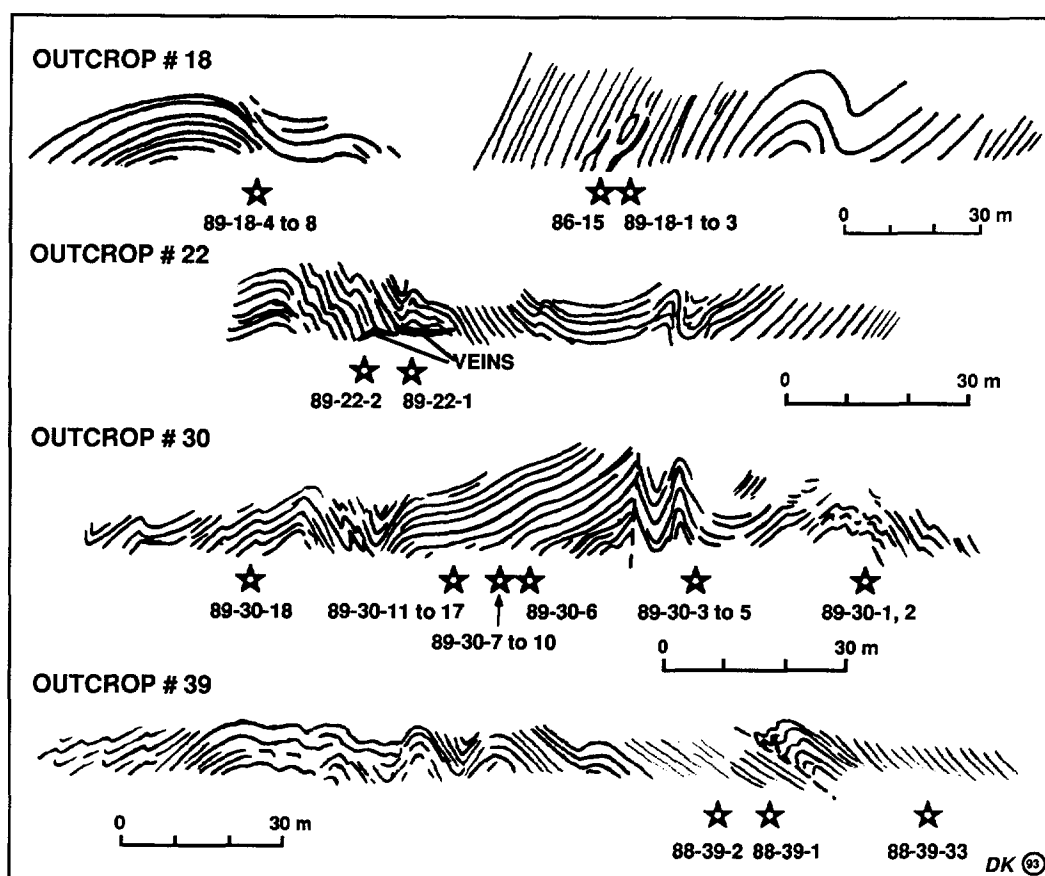 OUTCROP # 18
89-18-4 to 8
86-15
89-18-1 to 3
0 30 m
OUTCROP # 22
VEINS
89-22-2
89-22-1
0 30 m
OUTCROP # 30
89-30-18
89-30-11 to 17
89-30-7 to 10
89-30-6
89-30-3 to 5
89-30-1, 2
0 30 m
OUTCROP # 39
0 30 m
88-39-2
88-39-1
88-39-33
DK 93